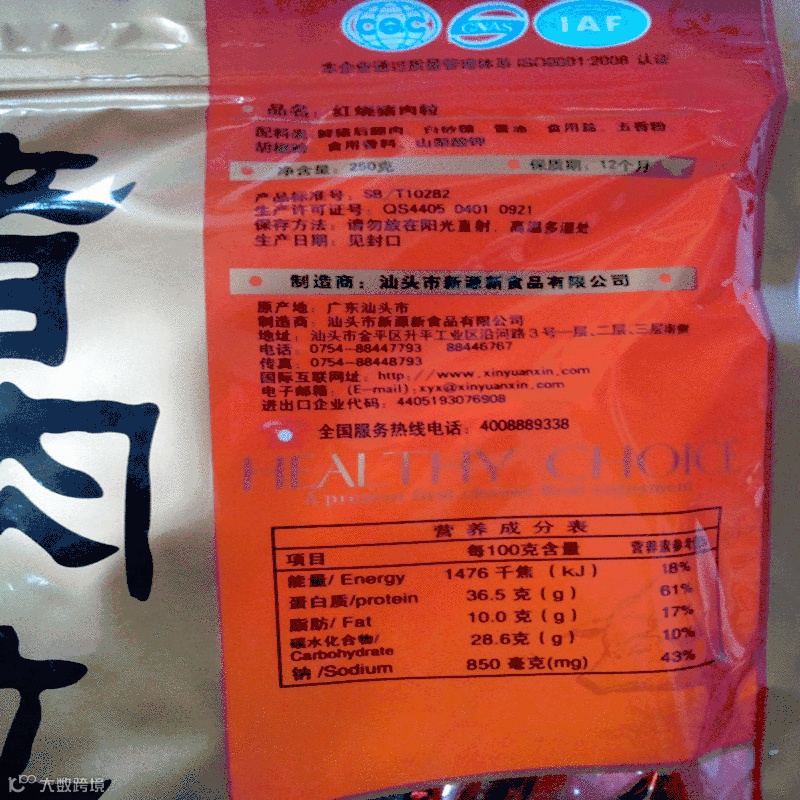 CQC
CNAS
IAF
本企业通过质量管理体系 ISO9001:2008 认证
品名：红烧猪肉粒
配料表 鲜猪后腿肉 白砂糖 酱油 食用盐 五香粉
食用香料、山梨酸钾
净含量：250克
保质期：12个月
产品标准号：SB/T10282
生产许可证号：QS4405 0401 0921
保存方法：请勿放在阳光直射、高温多湿处
生产日期：见封口
制造商：汕头市新源新食品有限公司
原产地：广东汕头市
制造商：汕头市新源新食品有限公司
地址：汕头市金平区升平工业区沿河路3号一层、二层、三层南侧
电话：0754-88447793 88446767
传真：0754-88448793
国际互联网址：http://www.xinyuanxin.com
电子邮箱：(E-mail):xyx@xinyuanxin.com
进出口企业代码：4405193076908
全国服务热线电话：4008889338
HEALTHY CHOICE
营养成分表
项目 每100克含量 营养素参考
能量/ Energy 1476 千焦（kJ） 18%
蛋白质/protein 36.5 克（g） 61%
脂肪/ Fat 10.0 克（g） 17%
碳水化合物/
Carbohydrate 28.6克（g） 10%
钠 /Sodium 850 毫克(mg) 43%
猪肉
大数跨境